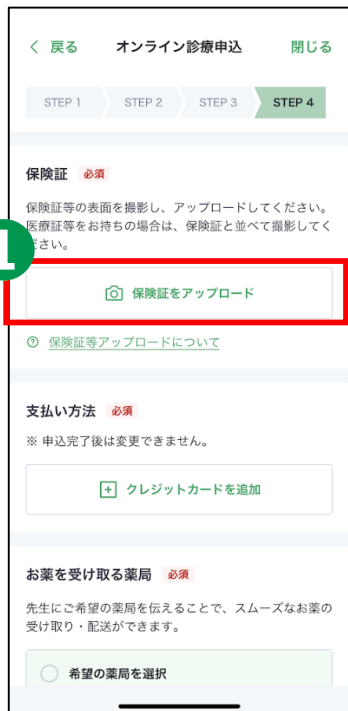 戻る オンライン診療申込 閉じる
STEP 1 STEP 2 STEP 3 STEP 4
保険証 必須
保険証等の表面を撮影し、アップロードしてください。
医療証等をお持ちの場合は、保険証と並べて撮影してく
ださい。
1
保険証をアップロード
保険証等アップロードについて
支払い方法 必須
※ 申込完了後は変更できません。
クレジットカードを追加
お薬を受け取る薬局 必須
先生にご希望の薬局を伝えることで、スムーズなお薬の
受け取り・配送ができます。
希望の薬局を選択